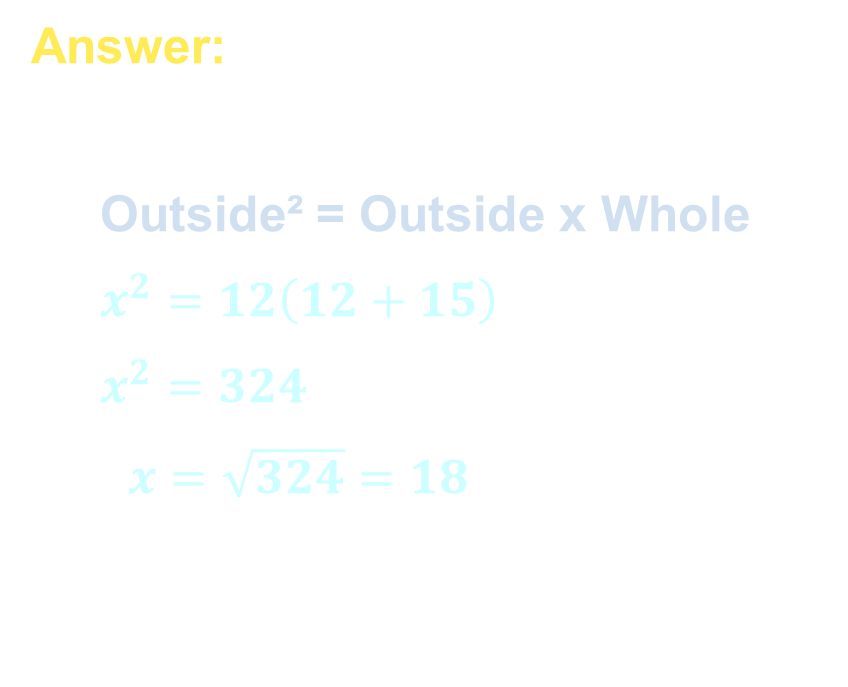 Answer:
Outside² = Outside x Whole
x² = 12(12 + 15)
x² = 324
x = √324 = 18